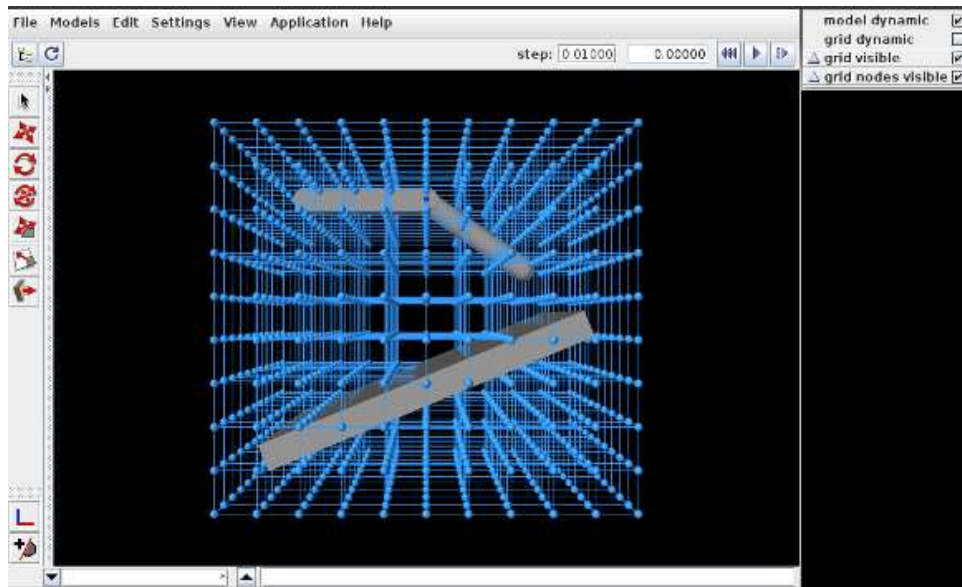 File Models Edit Settings View Application Help
step: 0.01000 0.00000
model dynamic
grid dynamic
grid visible
grid nodes visible